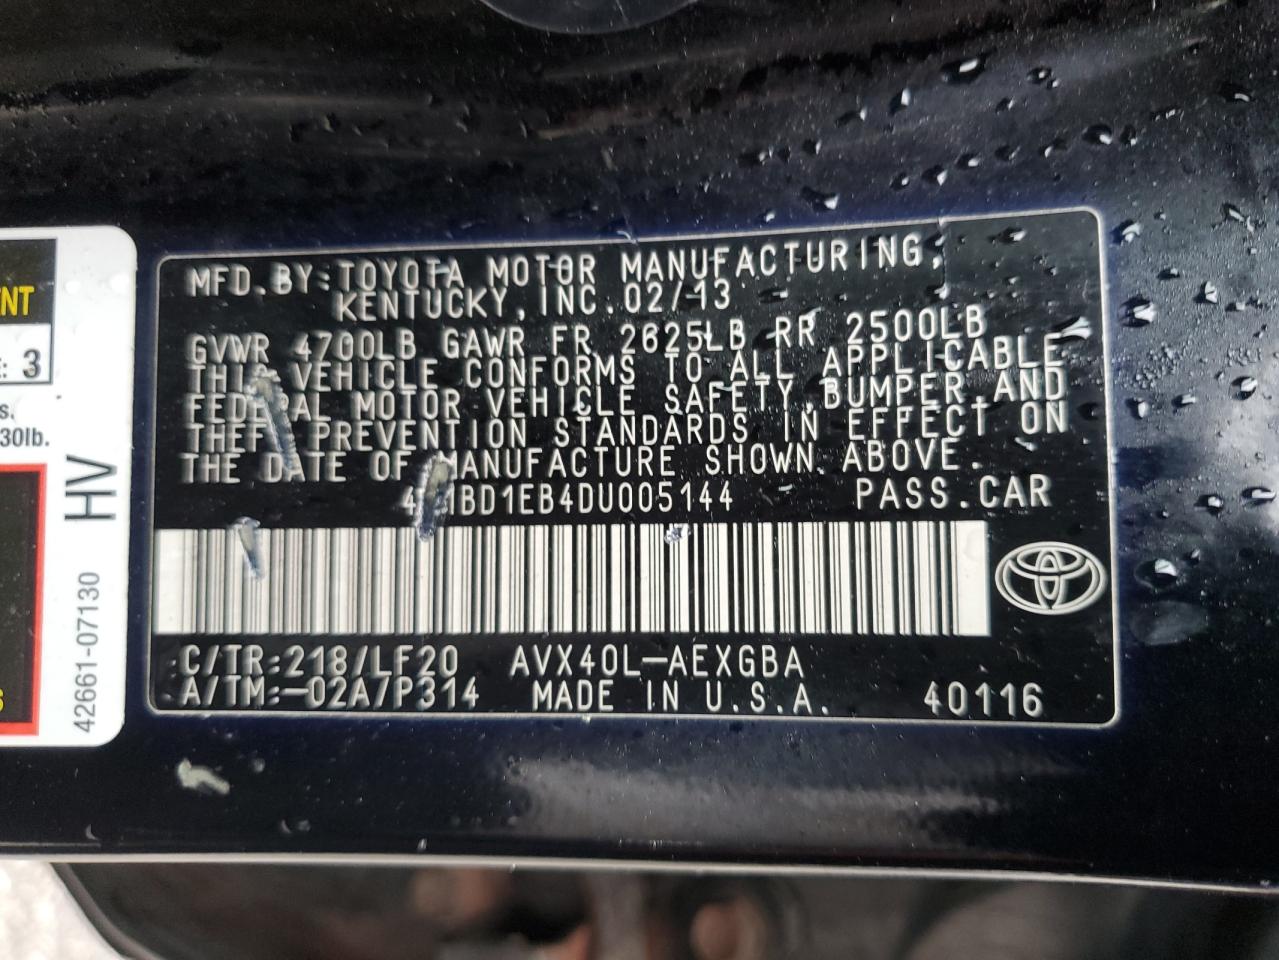 NT
: 3
s.
30lb.
S
HV
42661-07130
MFD.BY:TOYOTA MOTOR MANUFACTURING,
KENTUCKY,INC.02/13
GVWR 4700LB GAWR FR 2625LB RR 2500LB
THIS VEHICLE CONFORMS TO ALL APPLICABLE
FEDERAL MOTOR VEHICLE SAFETY,BUMPER,AND
THEFT PREVENTION STANDARDS IN EFFECT ON
THE DATE OF MANUFACTURE SHOWN ABOVE.
PASS.CAR
C/TR:218/LF20 AVX40L-AEXGBA
A/TM:-02A/P314 MADE IN U.S.A. 40116